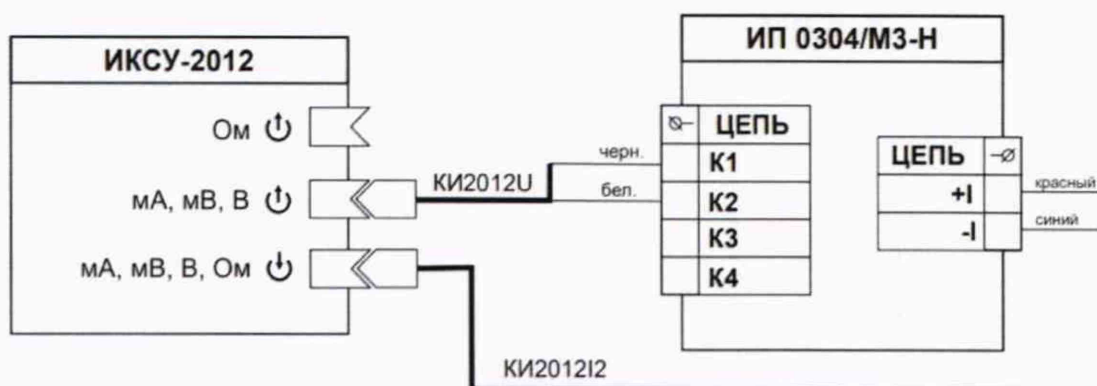 ИКСУ-2012
Ом
мА, мВ, В
мА, мВ, В, Ом
КИ2012U
КИ2012I2
черн.
бел.
ИП 0304/М3-Н
ЦЕПЬ
К1
К2
К3
К4
ЦЕПЬ
+I
-I
красный
синий